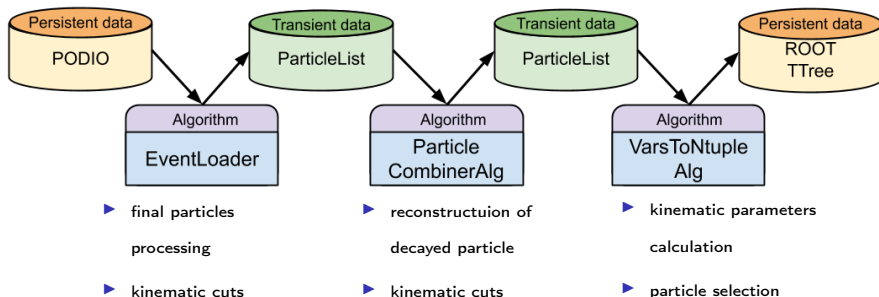 Persistent data
PODIO
Transient data
ParticleList
Transient data
ParticleList
Persistent data
ROOT
TTree
Algorithm
EventLoader
Algorithm
Particle
CombinerAlg
Algorithm
VarsToNtuple
Alg
final particles
processing
kinematic cuts
reconstructuion of
decayed particle
kinematic cuts
kinematic parameters
calculation
particle selection